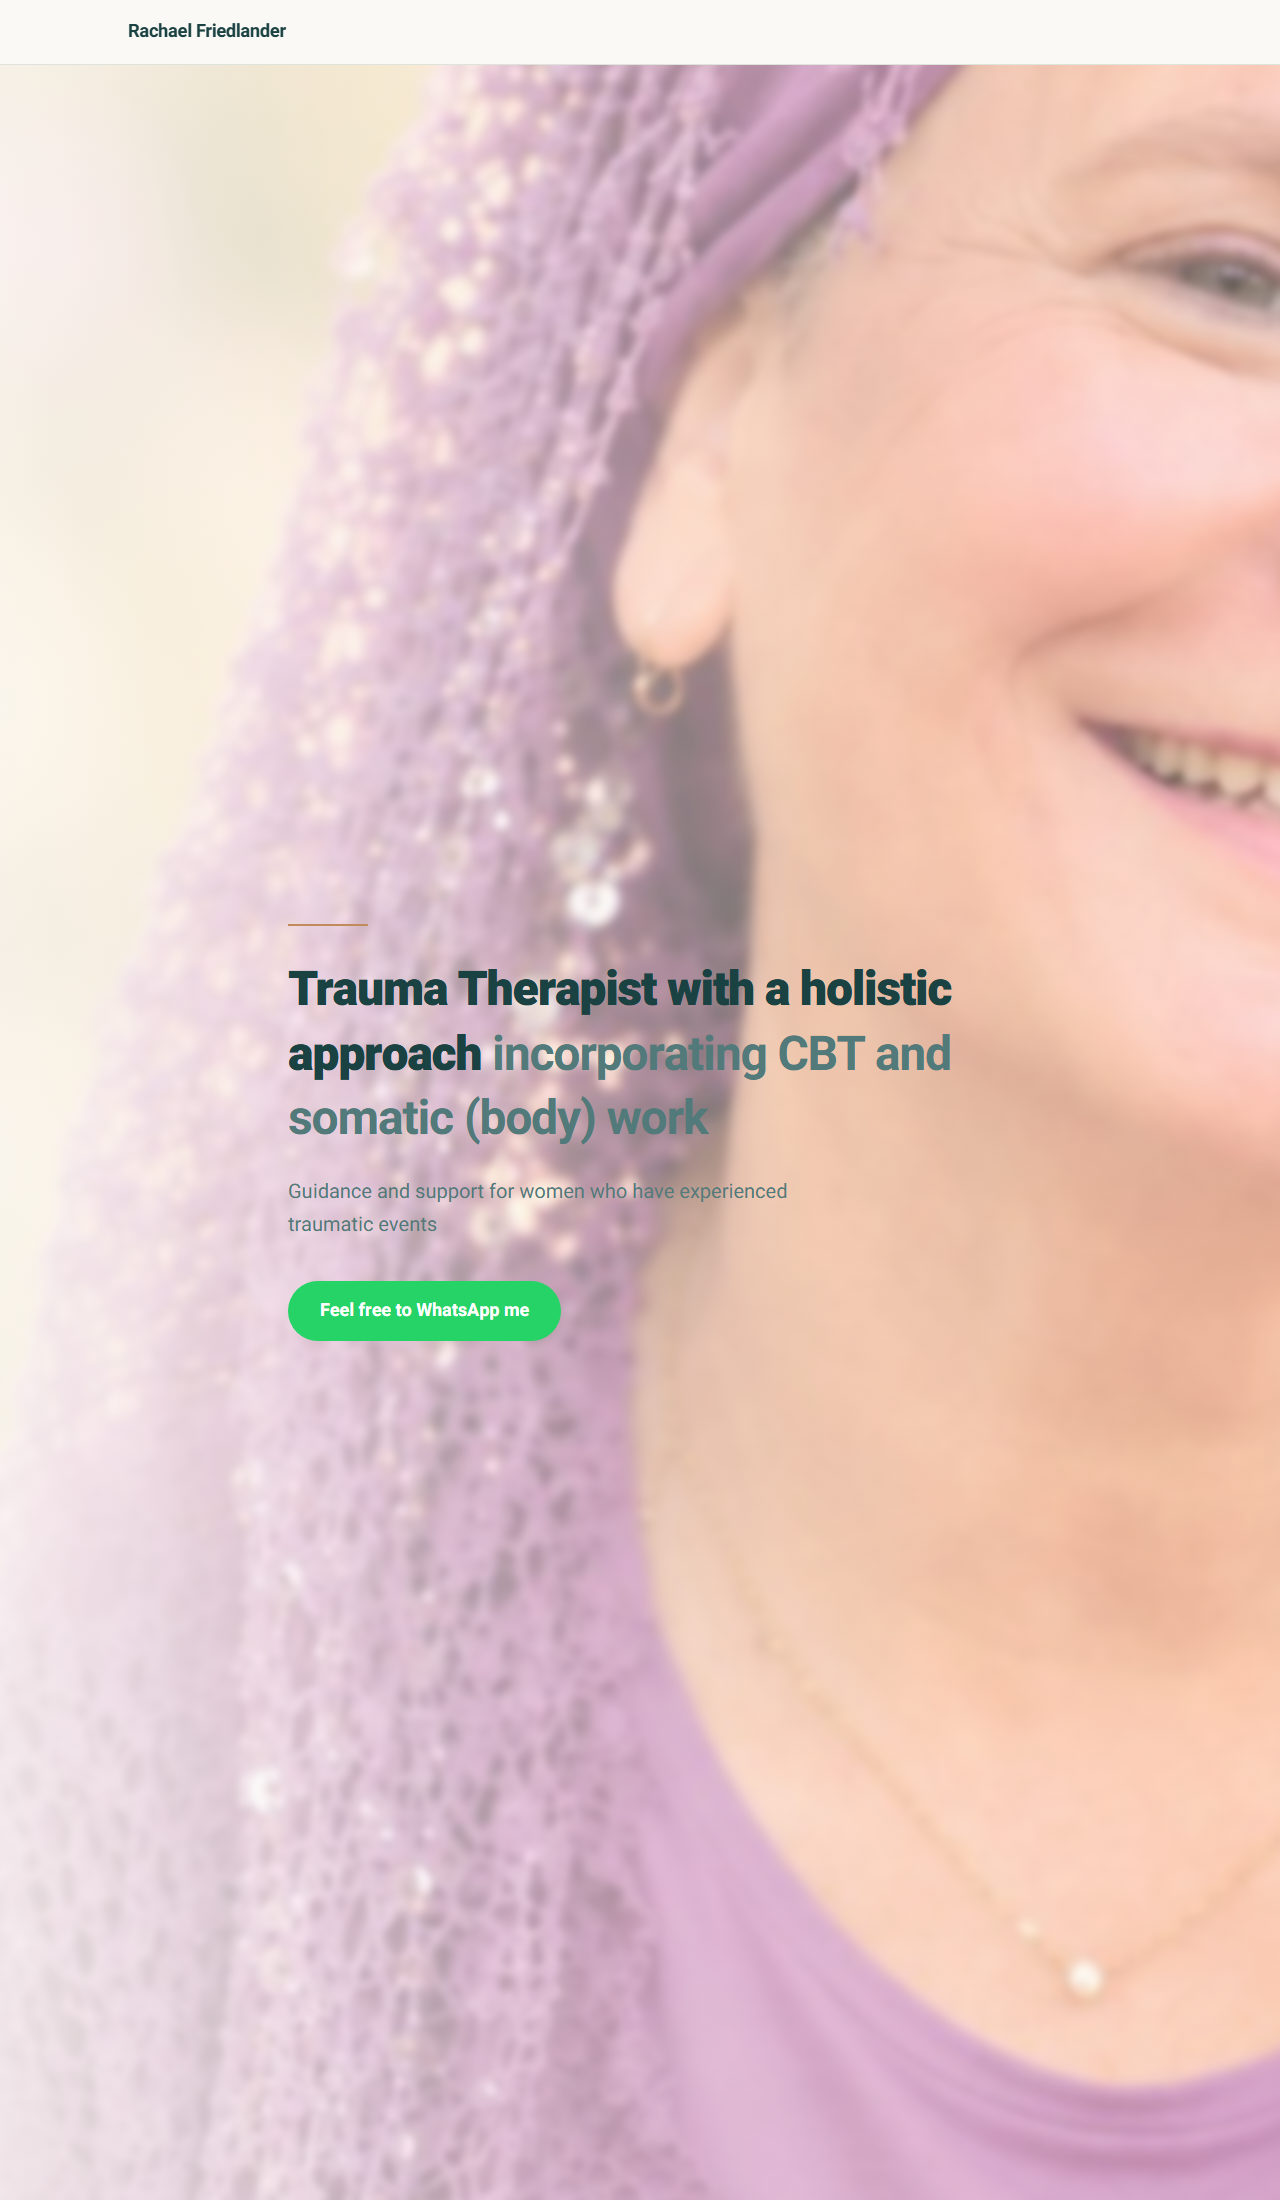 Rachael Friedlander
Trauma Therapist with a holistic
approach incorporating CBT and
somatic (body) work
Guidance and support for women who have experienced
traumatic events
Feel free to WhatsApp me